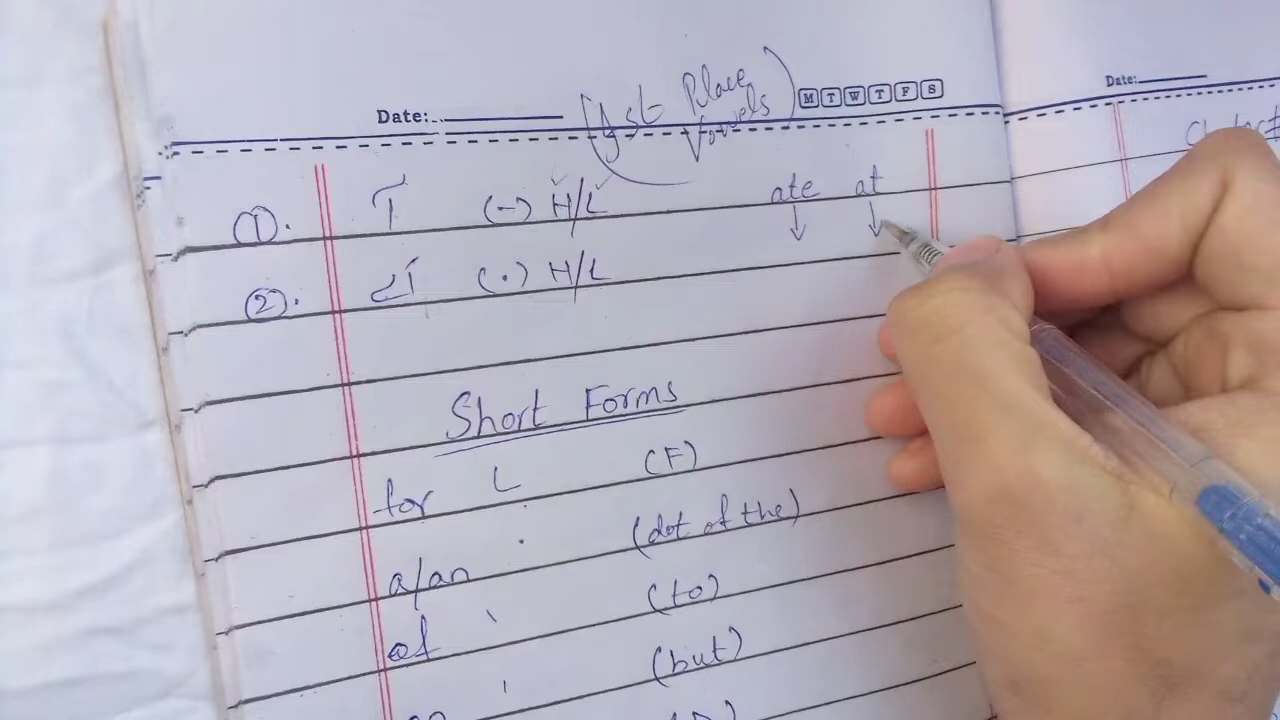 Date: (1st Place Vowels) M T W T F S
Date:
①. (-) H/L ate at
②. (.) H/L
Short Forms
for (F)
a/an (dot of the)
of (to)
(but)